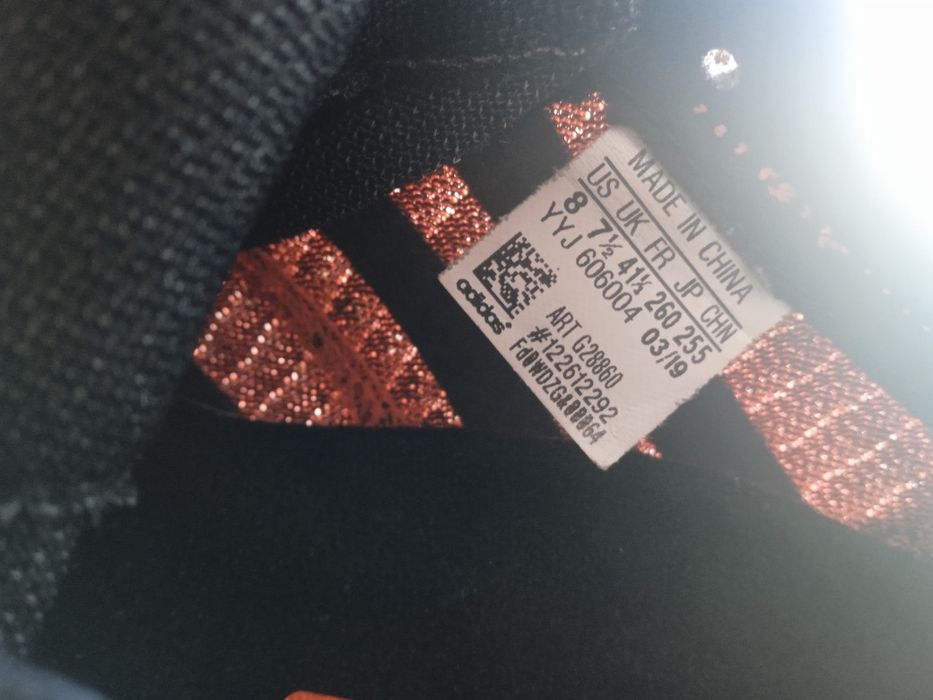 MADE IN CHINA
US UK FR JP CHN
8 7½ 41⅓ 260 255
YYJ 606004 03/19
ART G28860
#122612292
adidas